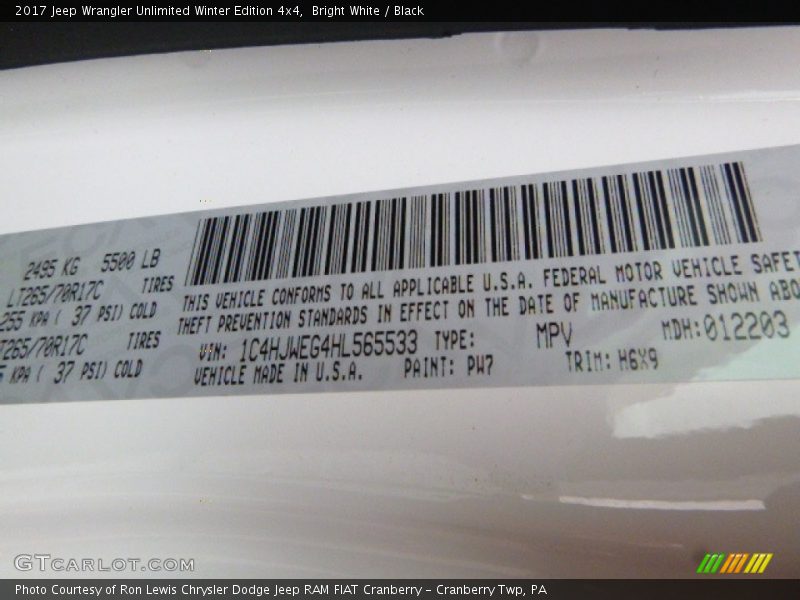 2017 Jeep Wrangler Unlimited Winter Edition 4x4, Bright White / Black
2495 KG 5500 LB
LT265/70R17C TIRES
255 KPA ( 37 PSI) COLD
T265/70R17C TIRES
5 KPA ( 37 PSI) COLD
THIS VEHICLE CONFORMS TO ALL APPLICABLE U.S.A. FEDERAL MOTOR VEHICLE SAFET
THEFT PREVENTION STANDARDS IN EFFECT ON THE DATE OF MANUFACTURE SHOWN ABO
VIN: 1C4HJWEG4HL565533 TYPE: MPV MDH:012203
VEHICLE MADE IN U.S.A. PAINT: PW7 TRIM: H6X9
GTCARLOT.COM
Photo Courtesy of Ron Lewis Chrysler Dodge Jeep RAM FIAT Cranberry - Cranberry Twp, PA